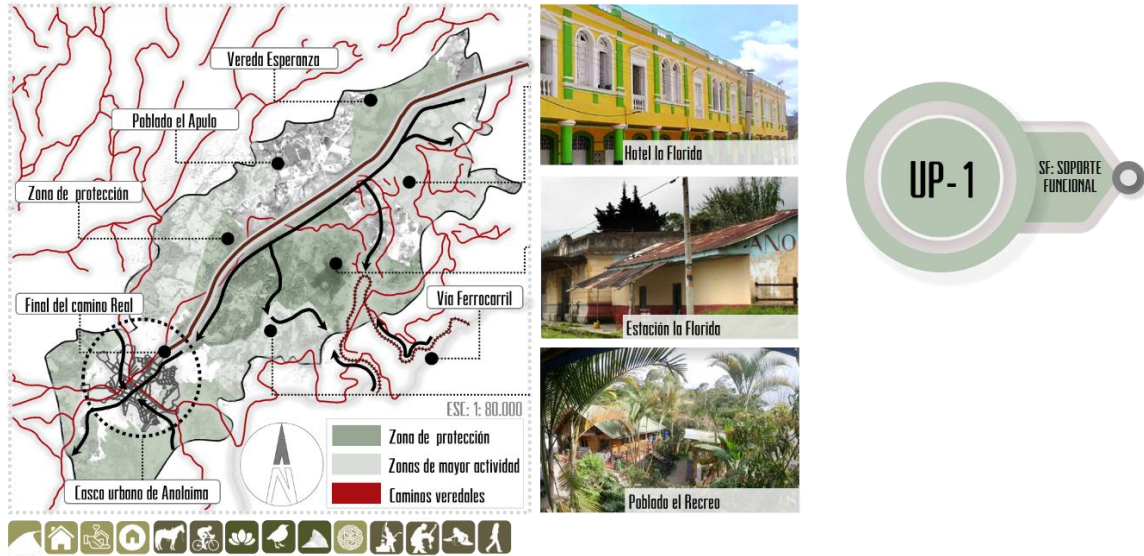 Vereda Esperanza
Poblado el Apulo
Zona de protección
Final del camino Real
Vía Ferrocarril
Casco urbano de Anolaima
ESC: 1: 80.000
N
Zona de protección
Zonas de mayor actividad
Caminos veredales
Hotel la Florida
ANO
Estación la Florida
Poblado el Recreo
UP-1
SF: SOPORTE
FUNCIONAL